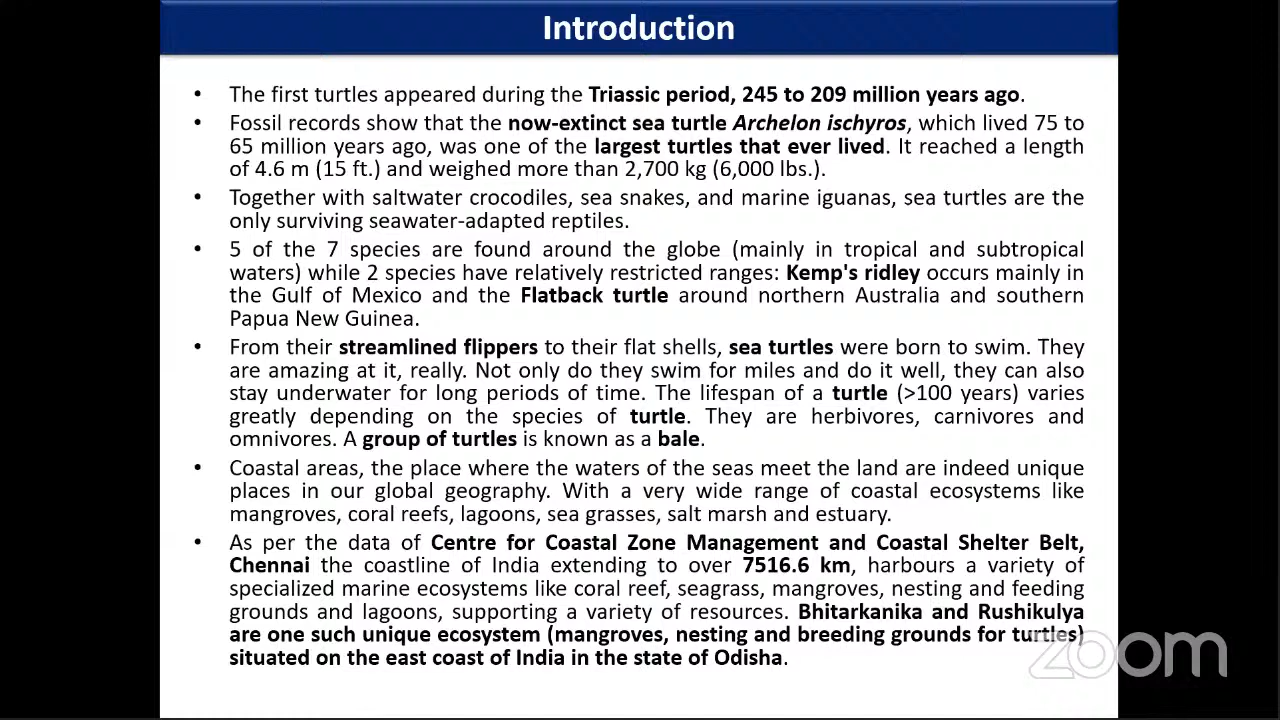 Introduction
• The first turtles appeared during the Triassic period, 245 to 209 million years ago.
• Fossil records show that the now-extinct sea turtle Archelon ischyros, which lived 75 to
65 million years ago, was one of the largest turtles that ever lived. It reached a length
of 4.6 m (15 ft.) and weighed more than 2,700 kg (6,000 lbs.).
• Together with saltwater crocodiles, sea snakes, and marine iguanas, sea turtles are the
only surviving seawater-adapted reptiles.
• 5 of the 7 species are found around the globe (mainly in tropical and subtropical
waters) while 2 species have relatively restricted ranges: Kemp's ridley occurs mainly in
the Gulf of Mexico and the Flatback turtle around northern Australia and southern
Papua New Guinea.
• From their streamlined flippers to their flat shells, sea turtles were born to swim. They
are amazing at it, really. Not only do they swim for miles and do it well, they can also
stay underwater for long periods of time. The lifespan of a turtle (>100 years) varies
greatly depending on the species of turtle. They are herbivores, carnivores and
omnivores. A group of turtles is known as a bale.
• Coastal areas, the place where the waters of the seas meet the land are indeed unique
places in our global geography. With a very wide range of coastal ecosystems like
mangroves, coral reefs, lagoons, sea grasses, salt marsh and estuary.
• As per the data of Centre for Coastal Zone Management and Coastal Shelter Belt,
Chennai the coastline of India extending to over 7516.6 km, harbours a variety of
specialized marine ecosystems like coral reef, seagrass, mangroves, nesting and feeding
grounds and lagoons, supporting a variety of resources. Bhitarkanika and Rushikulya
are one such unique ecosystem (mangroves, nesting and breeding grounds for turtles)
situated on the east coast of India in the state of Odisha.
zoom